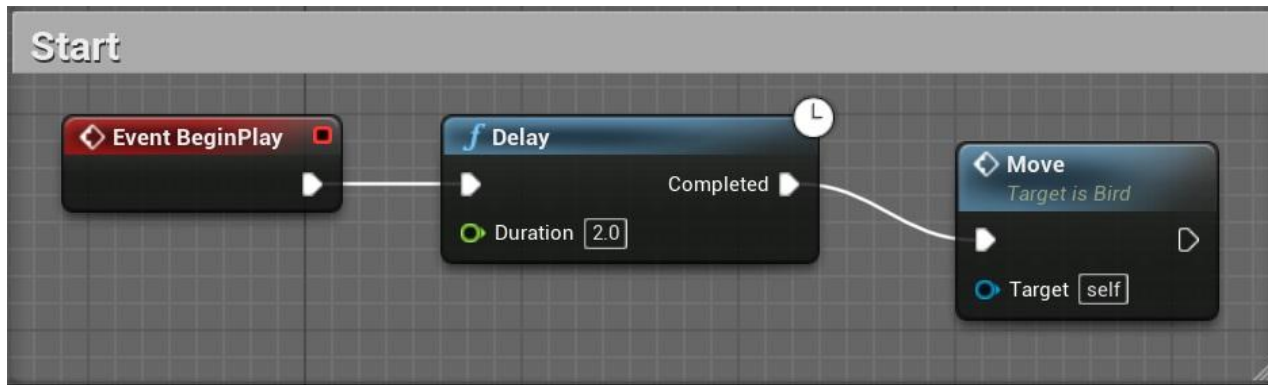 Start
Event BeginPlay
Delay
Completed
Duration 2.0
Move
Target is Bird
Target self